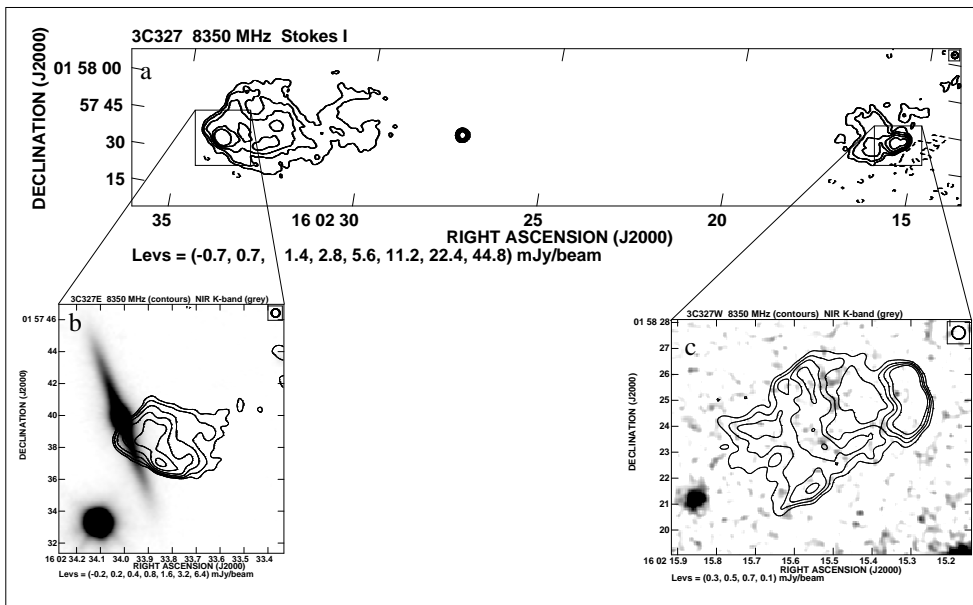 3C327 8350 MHz Stokes I
a
DECLINATION (J2000)
01 58 00
57 45
30
15
35
16 02 30
25
20
15
RIGHT ASCENSION (J2000)
Levs = (-0.7, 0.7, 1.4, 2.8, 5.6, 11.2, 22.4, 44.8) mJy/beam
3C327E 8350 MHz (contours) NIR K-band (grey)
b
DECLINATION (J2000)
01 57 46
44
42
40
38
36
34
32
16 02 34.2
34.1
34.0
33.9
33.8
33.7
33.6
33.5
33.4
RIGHT ASCENSION (J2000)
Levs = (-0.2, 0.2, 0.4, 0.8, 1.6, 3.2, 6.4) mJy/beam
3C327W 8350 MHz (contours) NIR K-band (grey)
c
DECLINATION (J2000)
01 58 28
27
26
25
24
23
22
21
20
19
16 02 15.9
15.8
15.7
15.6
15.5
15.4
15.3
15.2
RIGHT ASCENSION (J2000)
Levs = (0.3, 0.5, 0.7, 0.1) mJy/beam